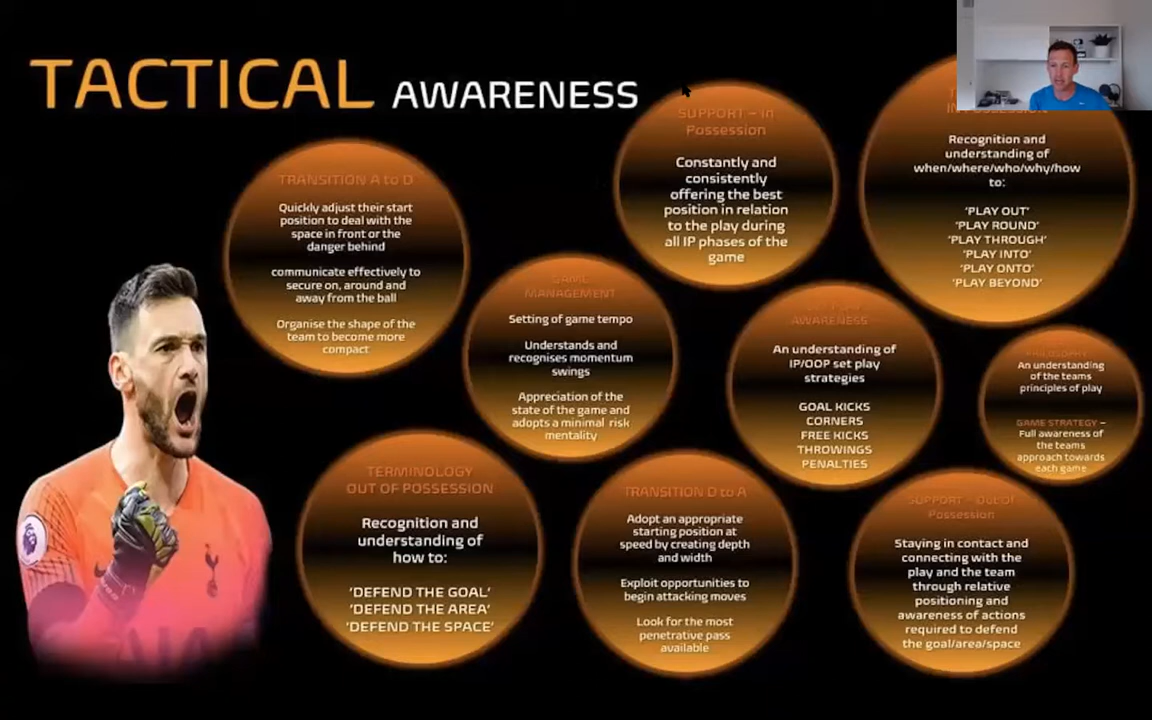 TACTICAL AWARENESS
TRANSITION A to D
Quickly adjust their start
position to deal with the
space in front or the
danger behind
communicate effectively to
secure on, around and
away from the ball
Organise the shape of the
team to become more
compact
SUPPORT – In
Possession
Constantly and
consistently
offering the best
position in relation
to the play during
all IP phases of the
game
IN POSSESSION
Recognition and
understanding of
when/where/who/why/how
to:
'PLAY OUT'
'PLAY ROUND'
'PLAY THROUGH'
'PLAY INTO'
'PLAY ONTO'
'PLAY BEYOND'
GAME
MANAGEMENT
Setting of game tempo
Understands and
recognises momentum
swings
Appreciation of the
state of the game and
adopts a minimal risk
mentality
AWARENESS
An understanding of
IP/OOP set play
strategies
GOAL KICKS
CORNERS
FREE KICKS
THROWINGS
PENALTIES
PHILOSOPHY
An understanding
of the teams
principles of play
GAME STRATEGY –
Full awareness of
the teams
approach towards
each game
TERMINOLOGY
OUT OF POSSESSION
Recognition and
understanding of
how to:
'DEFEND THE GOAL'
'DEFEND THE AREA'
'DEFEND THE SPACE'
TRANSITION D to A
Adopt an appropriate
starting position at
speed by creating depth
and width
Exploit opportunities to
begin attacking moves
Look for the most
penetrative pass
available
SUPPORT – Out of
Possession
Staying in contact and
connecting with the
play and the team
through relative
positioning and
awareness of actions
required to defend
the goal/area/space